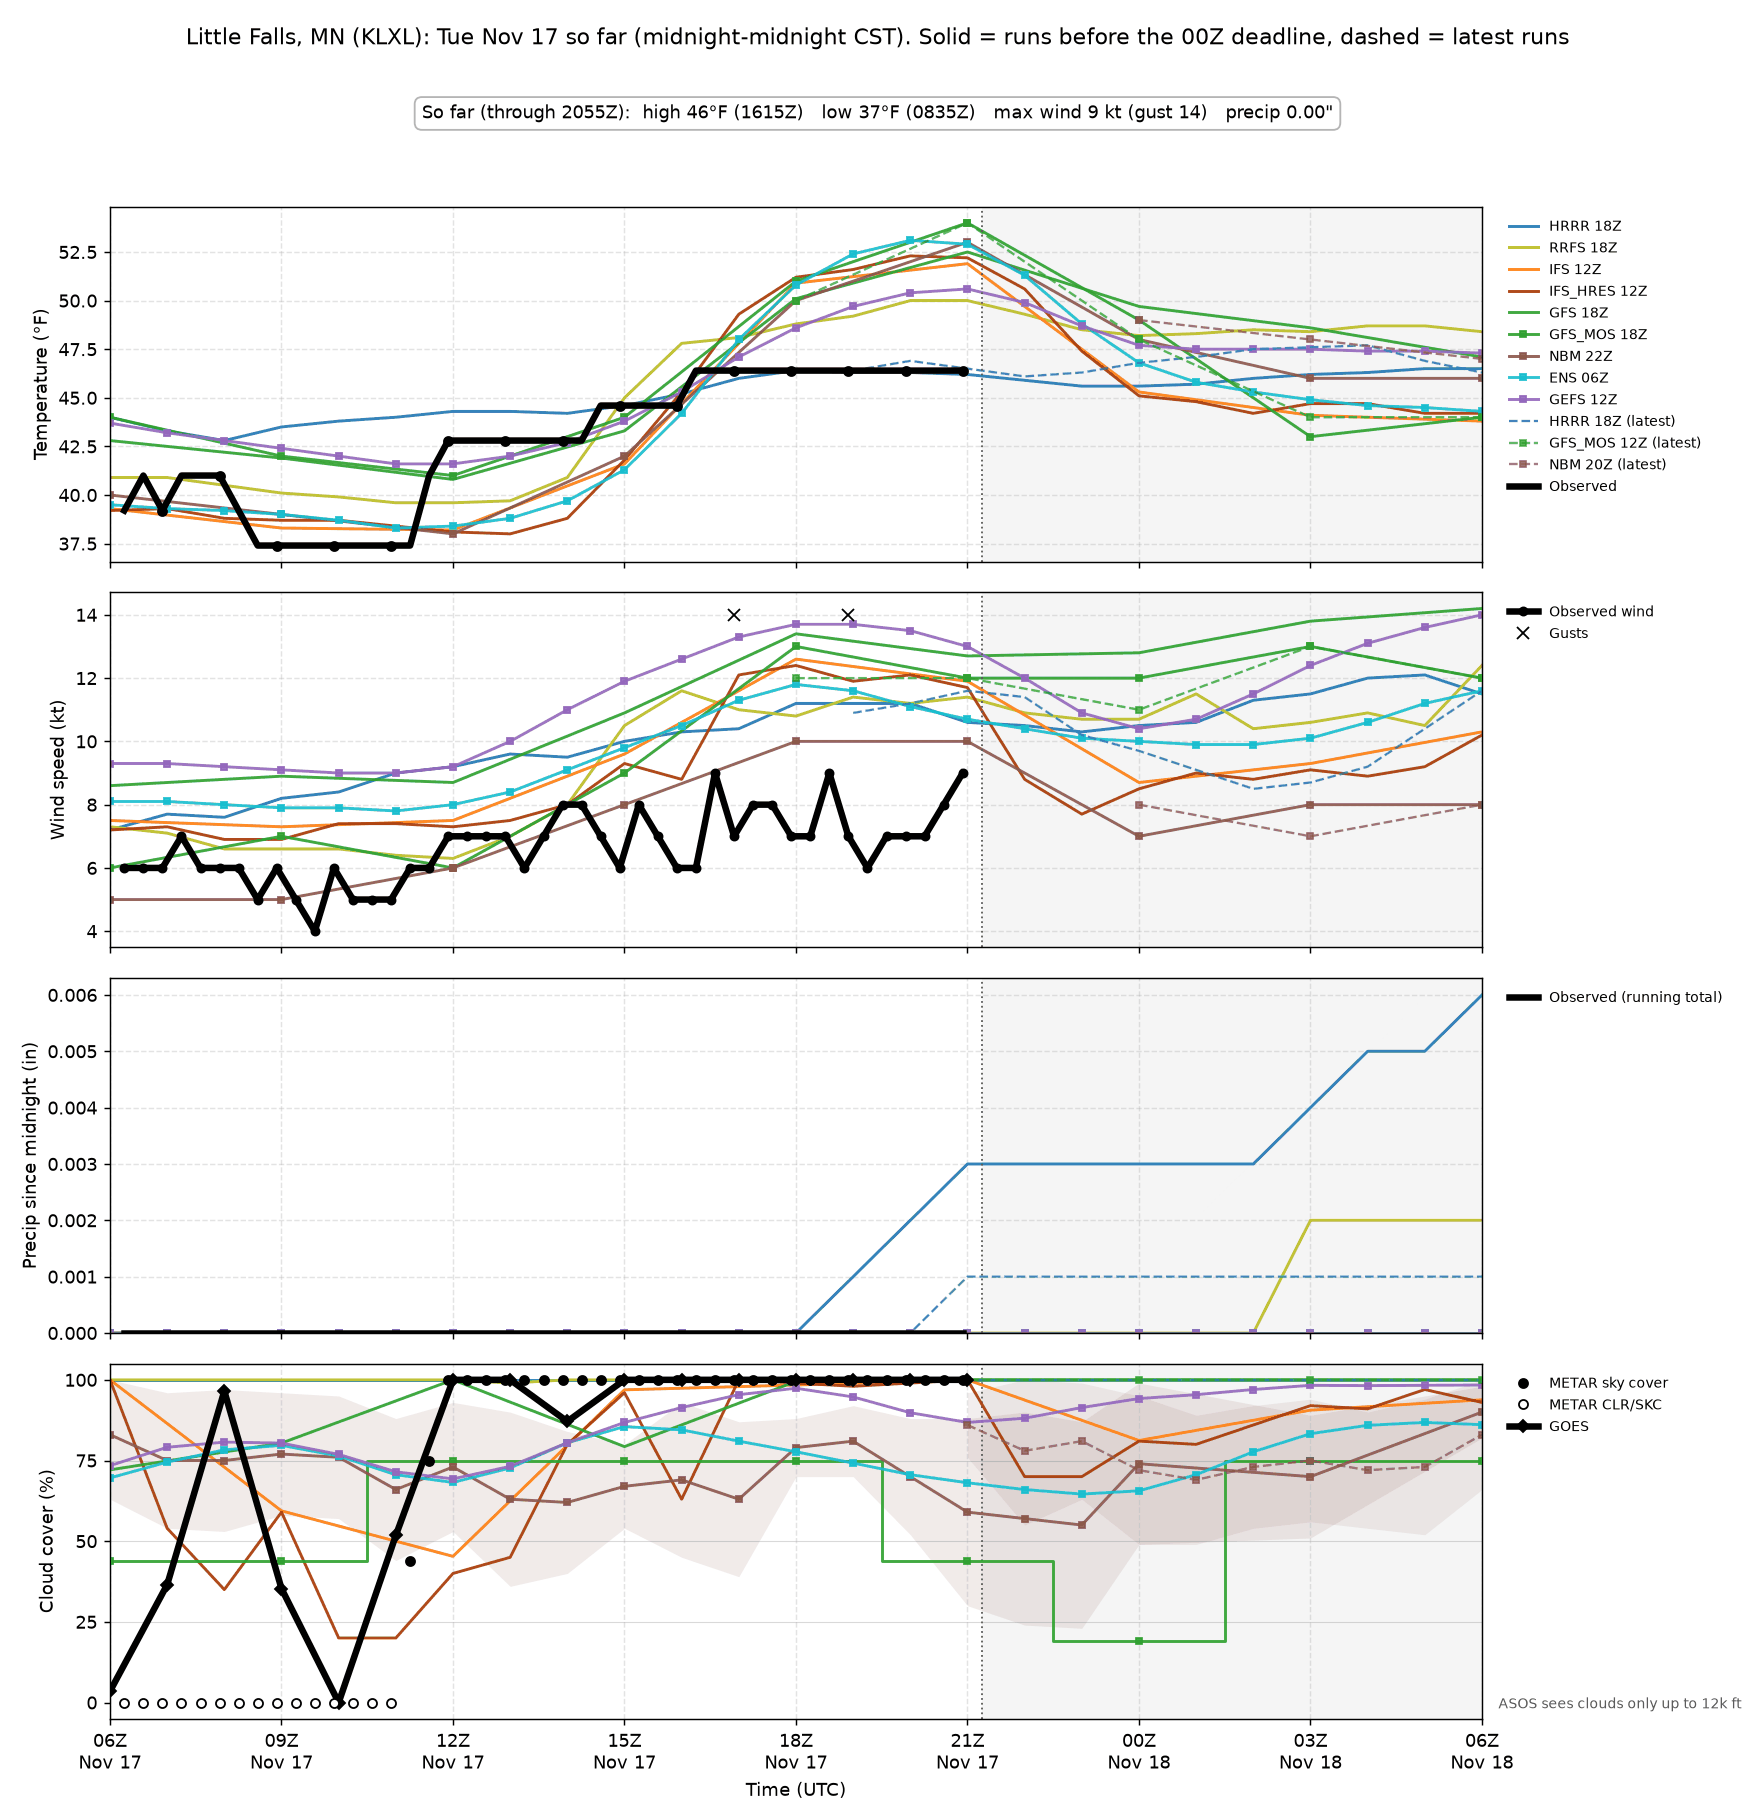 Little Falls, MN (KLXL): Tue Nov 17 so far (midnight-midnight CST). Solid = runs before the 00Z deadline, dashed = latest runs
So far (through 2055Z):  high 46°F (1615Z)   low 37°F (0835Z)   max wind 9 kt (gust 14)   precip 0.00"
Temperature (°F)
52.5
50.0
47.5
45.0
42.5
40.0
37.5
HRRR 18Z
RRFS 18Z
IFS 12Z
IFS_HRES 12Z
GFS 18Z
GFS_MOS 18Z
NBM 22Z
ENS 06Z
GEFS 12Z
HRRR 18Z (latest)
GFS_MOS 12Z (latest)
NBM 20Z (latest)
Observed
Wind speed (kt)
14
12
10
8
6
4
Observed wind
Gusts
Precip since midnight (in)
0.006
0.005
0.004
0.003
0.002
0.001
0.000
Observed (running total)
Cloud cover (%)
100
75
50
25
0
METAR sky cover
METAR CLR/SKC
GOES
ASOS sees clouds only up to 12k ft
06Z 09Z 12Z 15Z 18Z 21Z 00Z 03Z 06Z
Nov 17 Nov 17 Nov 17 Nov 17 Nov 17 Nov 17 Nov 18 Nov 18 Nov 18
Time (UTC)